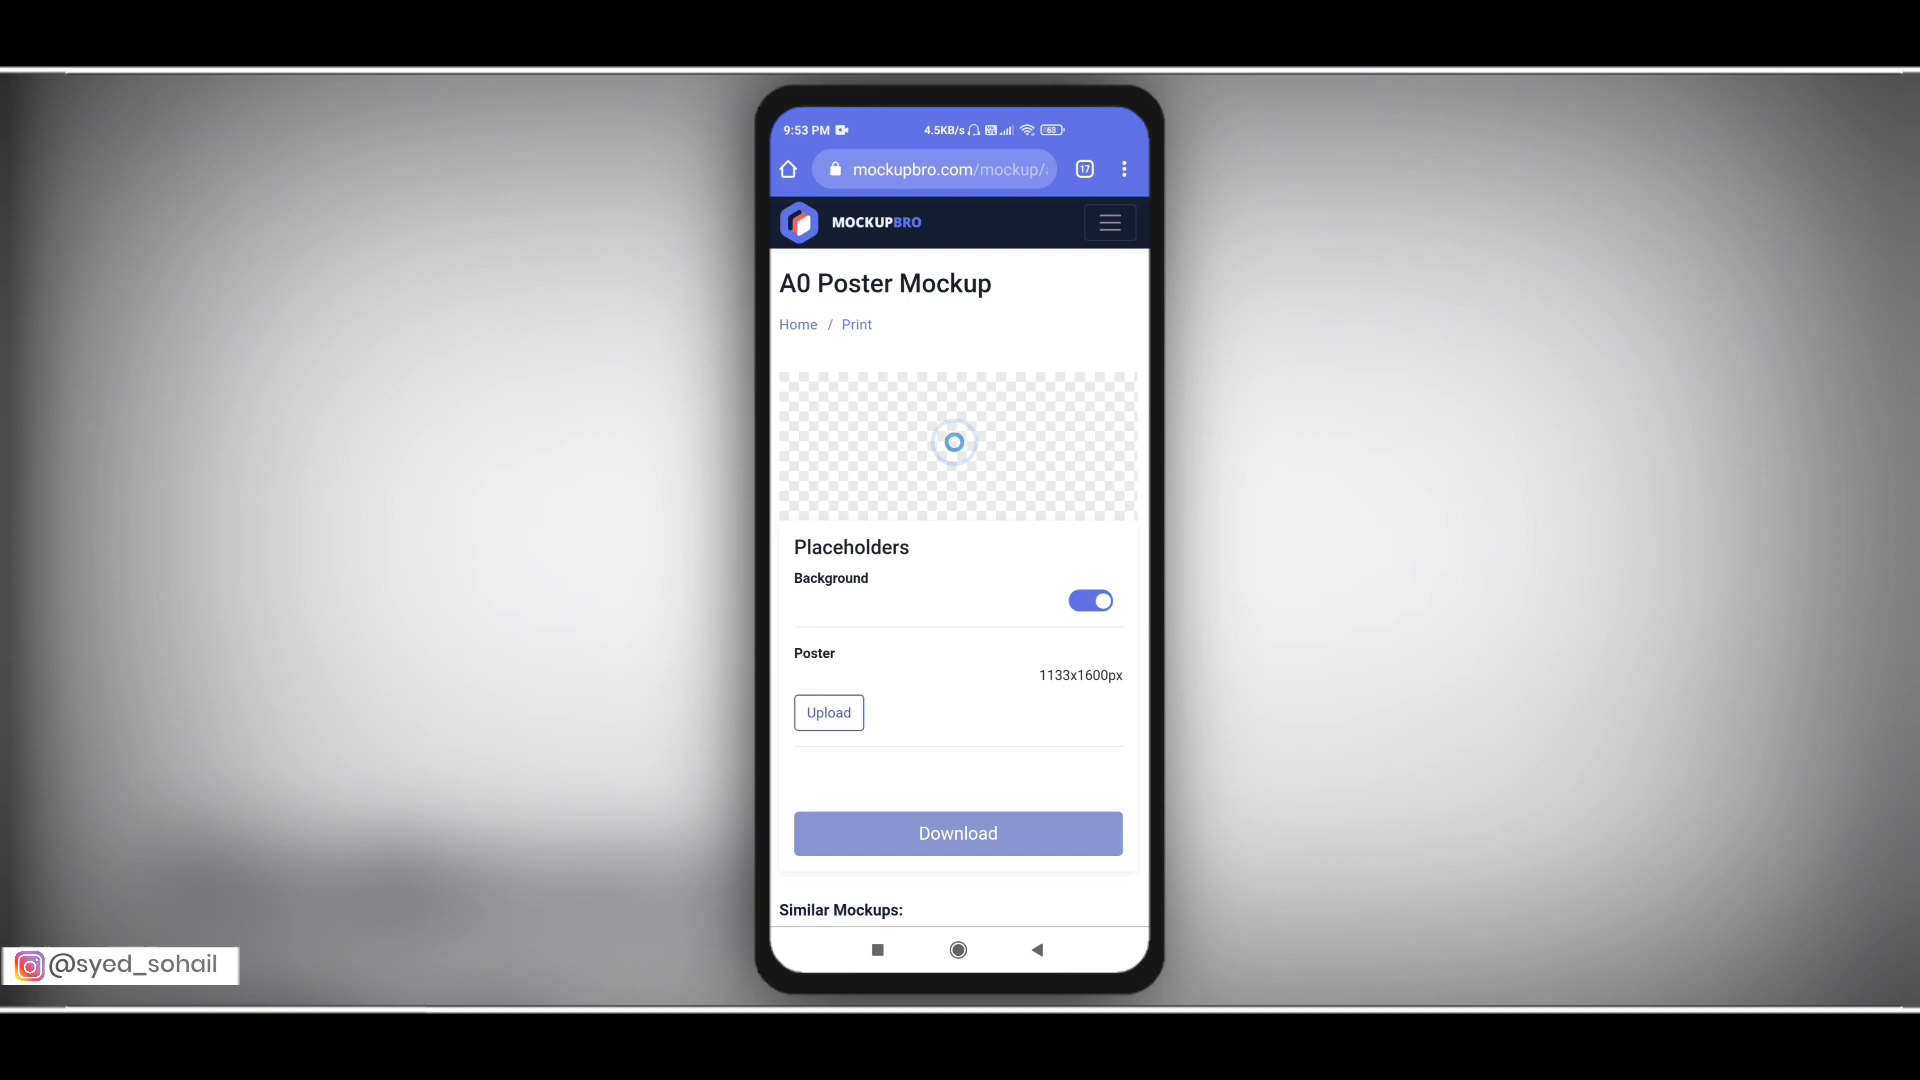 9:53 PM 4.5KB/s 63
mockupbro.com/mockup/ 17
MOCKUPBRO
A0 Poster Mockup
Home / Print
Placeholders
Background
Poster
1133x1600px
Upload
Download
Similar Mockups:
@syed_sohail